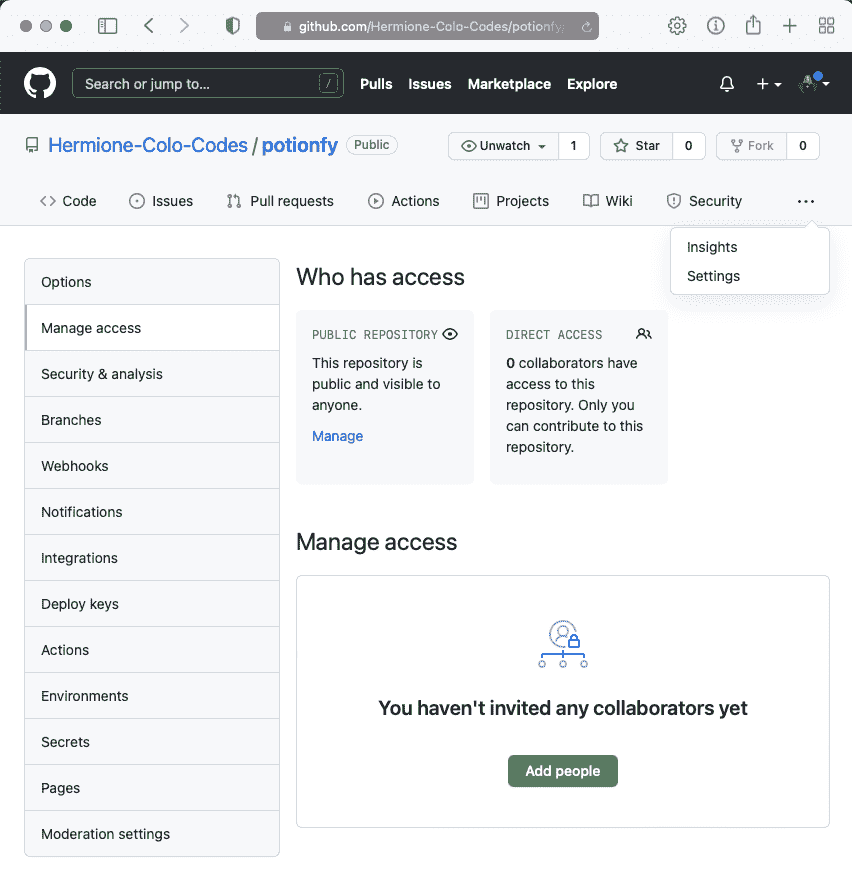 github.com/Hermione-Colo-Codes/potionfy
Search or jump to...
/
Pulls
Issues
Marketplace
Explore
Hermione-Colo-Codes / potionfy
Public
Unwatch
1
Star
0
Fork
0
Code
Issues
Pull requests
Actions
Projects
Wiki
Security
Insights
Settings
Options
Manage access
Security & analysis
Branches
Webhooks
Notifications
Integrations
Deploy keys
Actions
Environments
Secrets
Pages
Moderation settings
Who has access
PUBLIC REPOSITORY
This repository is
public and visible to
anyone.
Manage
DIRECT ACCESS
0 collaborators have
access to this
repository. Only you
can contribute to this
repository.
Manage access
You haven't invited any collaborators yet
Add people